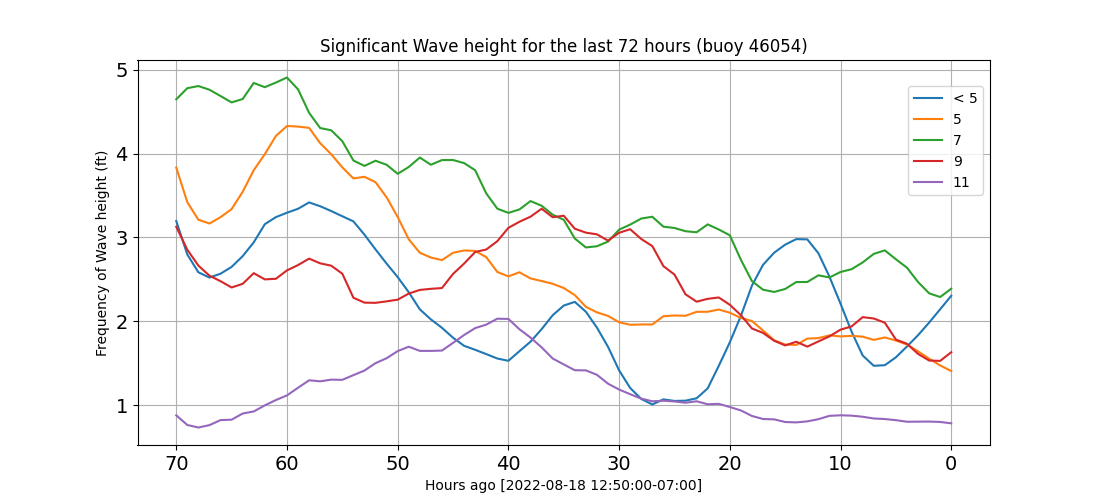 Significant Wave height for the last 72 hours (buoy 46054)
Frequency of Wave height (ft)
5
4
3
2
1
< 5
5
7
9
11
70 60 50 40 30 20 10 0
Hours ago [2022-08-18 12:50:00-07:00]